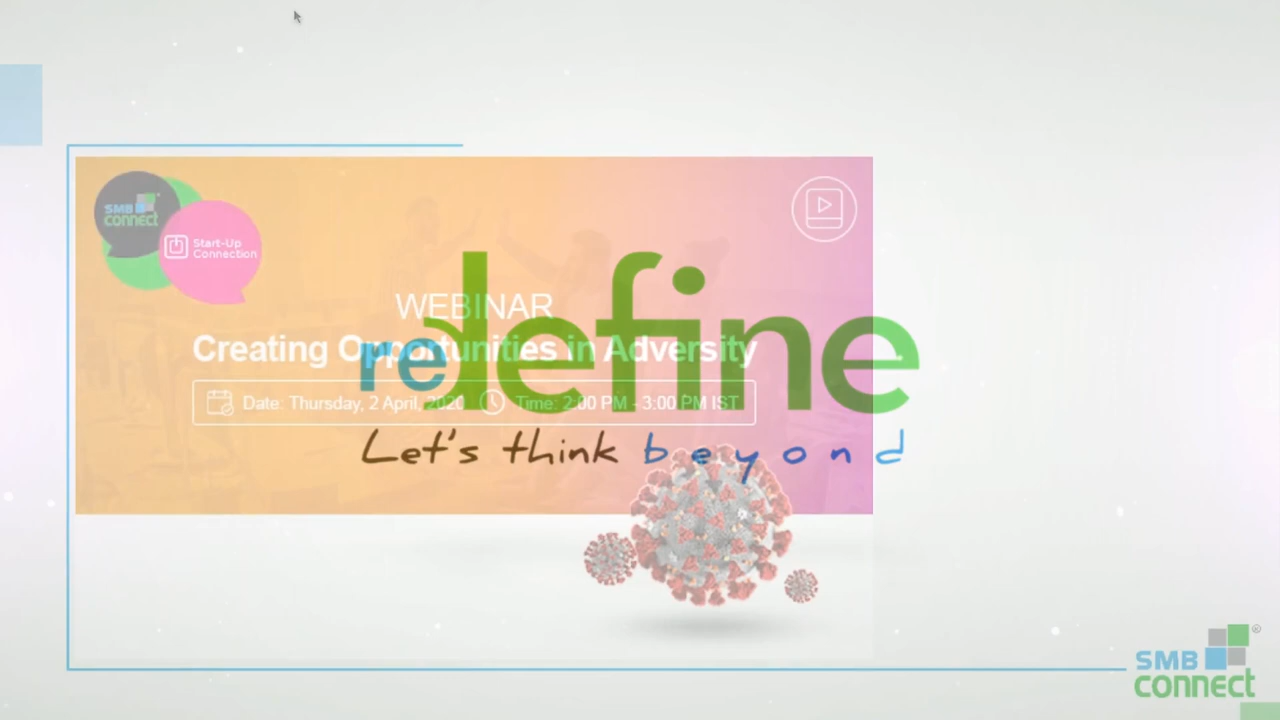 SMB
connect
Start-Up
Connection
WEBINAR
Creating Opportunities in Adversity
Date: Thursday, 2 April, 2020
Time: 2:00 PM - 3:00 PM IST
redefine
Let's think beyond
SMB
connect